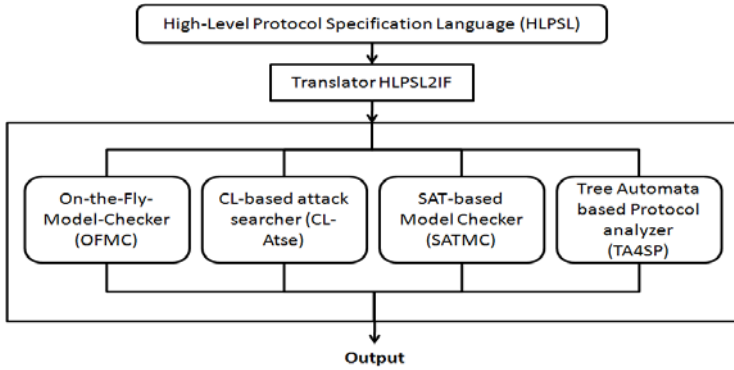 High-Level Protocol Specification Language (HLPSL)
Translator HLPSL2IF
On-the-Fly-
Model-Checker
(OFMC)
CL-based attack
searcher (CL-
Atse)
SAT-based
Model Checker
(SATMC)
Tree Automata
based Protocol
analyzer
(TA4SP)
Output